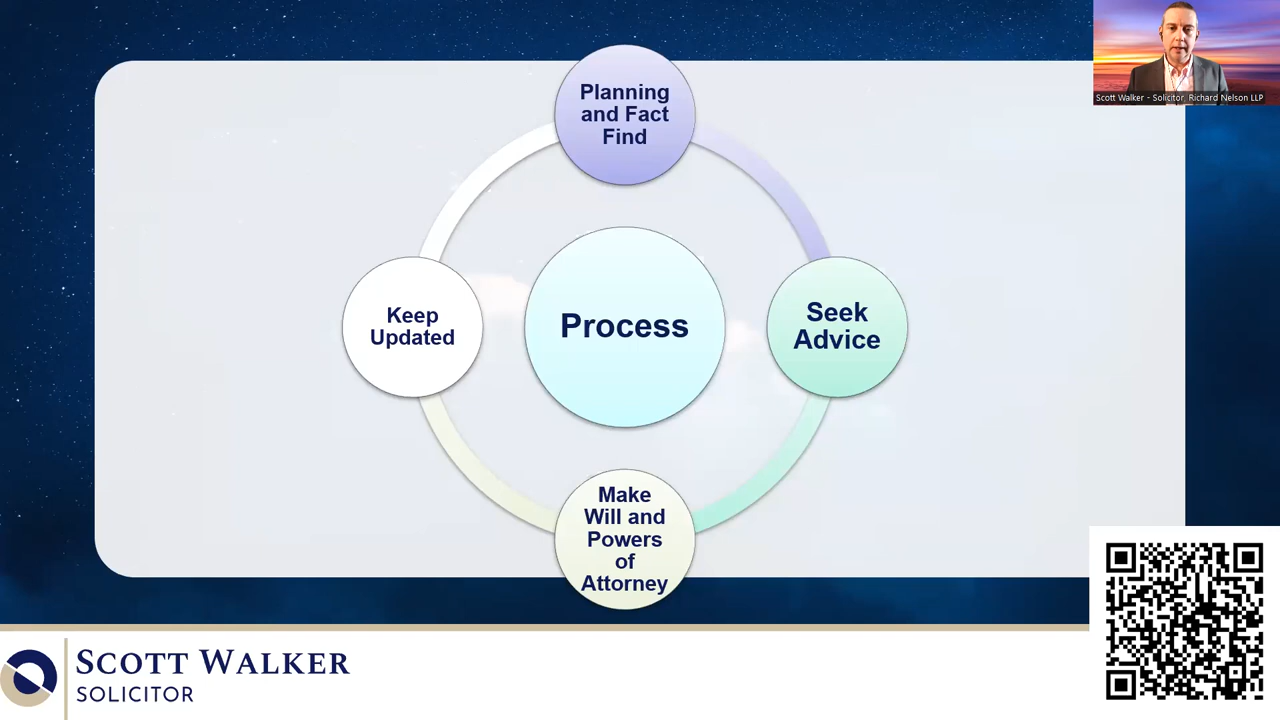 Planning
and Fact
Find
Scott Walker - Solicitor, Richard Nelson LLP
Process
Seek
Advice
Keep
Updated
Make
Will and
Powers
of
Attorney
SCOTT WALKER
SOLICITOR